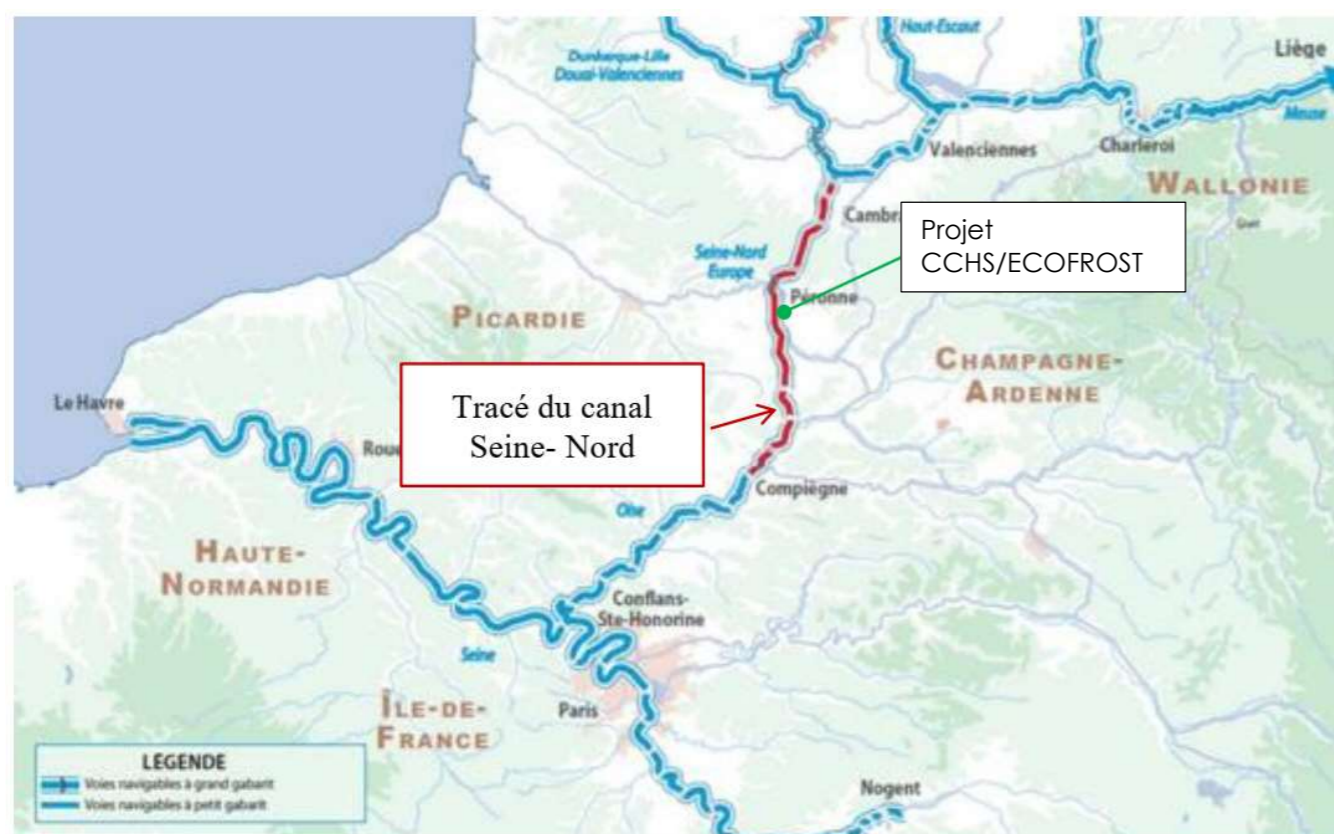 Haut-Escaut
Dunkerque-Lille
Douai-Valenciennes
Liège
Meuse
Valenciennes
Charleroi
WALLONIE
Givet
Cambrai
Projet
CCHS/ECOFROST
Seine-Nord
Europe
Péronne
PICARDIE
CHAMPAGNE-
ARDENNE
Tracé du canal
Seine- Nord
Le Havre
Compiègne
Oise
HAUTE-
NORMANDIE
Conflans-
Ste-Honorine
Seine
Paris
ÎLE-DE-
FRANCE
LÉGENDE
Voies navigables à grand gabarit
Voies navigables à petit gabarit
Nogent